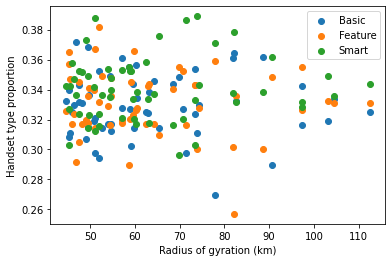 Handset type proportion
0.38
0.36
0.34
0.32
0.30
0.28
0.26
50
60
70
80
90
100
110
Radius of gyration (km)
Basic
Feature
Smart